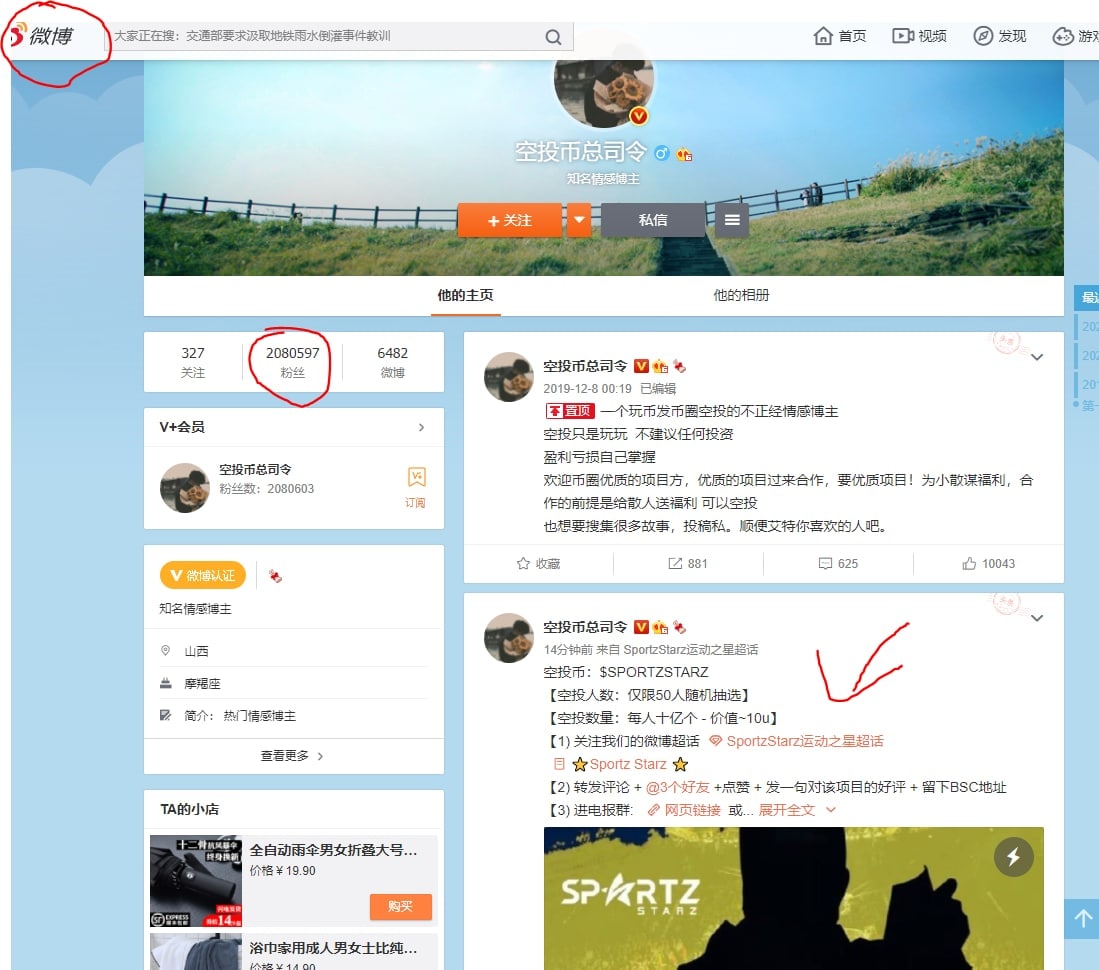 微博
大家正在搜：交通部要求汲取地铁雨水倒灌事件教训
首页
视频
发现
游戏
空投币总司令
知名情感博主
+关注
私信
他的主页
他的相册
327
关注
2080597
粉丝
6482
微博
V+会员
空投币总司令
粉丝数：2080603
V+
订阅
V 微博认证
知名情感博主
山西
摩羯座
简介： 热门情感博主
查看更多
TA的小店
十二骨抗风暴伞
终身换新
SF EXPRESS
14
全自动雨伞男女折叠大号...
价格 ¥ 19.90
购买
浴巾家用成人男女士比纯...
价格 ¥ 14.90
空投币总司令
2019-12-8 00:19 已编辑
置顶 一个玩币发币圈空投的不正经情感博主
空投只是玩玩 不建议任何投资
盈利亏损自己掌握
欢迎币圈优质的项目方，优质的项目过来合作，要优质项目！为小散谋福利，合
作的前提是给散人送福利 可以空投
也想要搜集很多故事，投稿私。顺便艾特你喜欢的人吧。
收藏
881
625
10043
空投币总司令
14分钟前 来自 SportzStarz运动之星超话
空投币：$SPORTZSTARZ
【空投人数：仅限50人随机抽选】
【空投数量：每人十亿个 - 价值~10u】
【1) 关注我们的微博超话 SportzStarz运动之星超话
Sportz Starz
【2) 转发评论 + @3个好友 +点赞 + 发一句对该项目的好评 + 留下BSC地址
【3) 进电报群: 网页链接 或... 展开全文
SPORTZ
STARZ